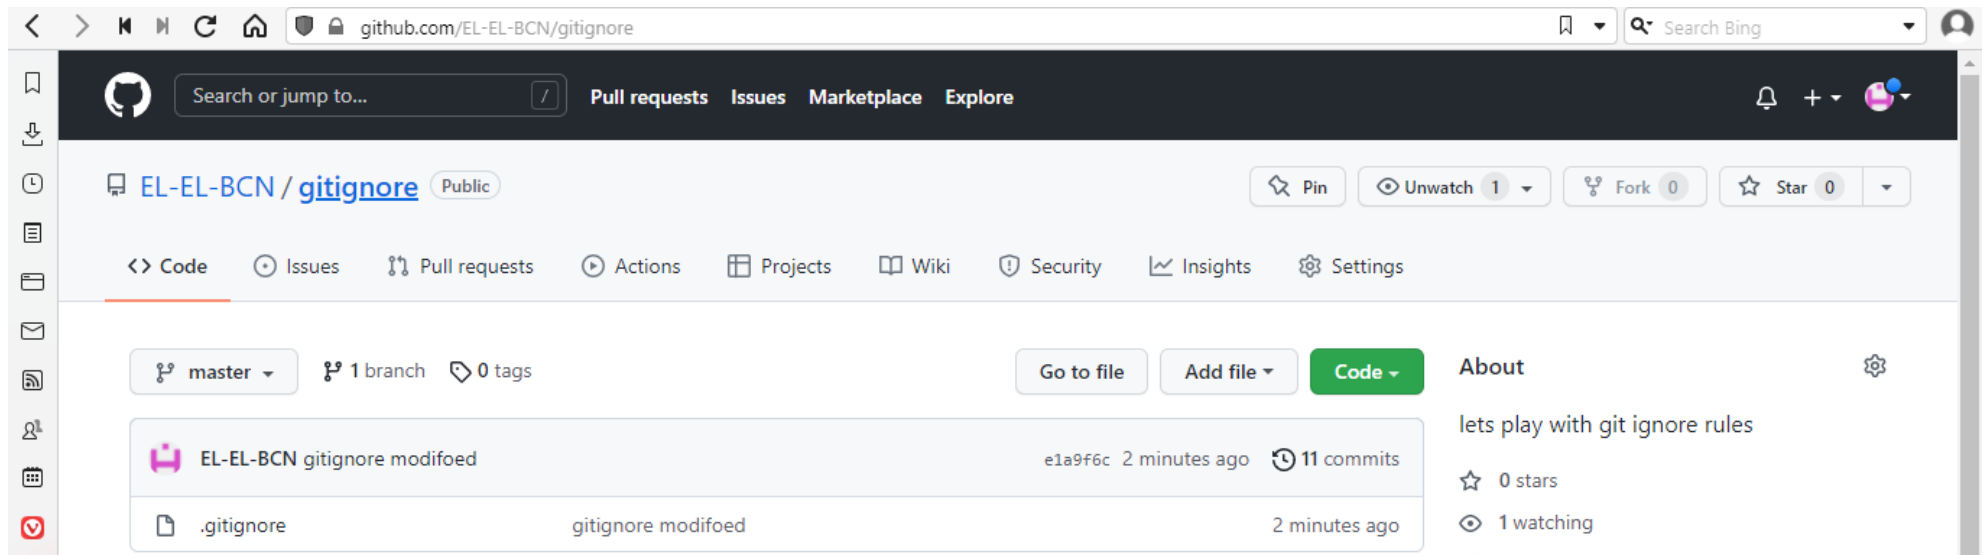 github.com/EL-EL-BCN/gitignore Search Bing
Search or jump to... / Pull requests Issues Marketplace Explore
EL-EL-BCN / gitignore Public Pin Unwatch 1 Fork 0 Star 0
<> Code Issues Pull requests Actions Projects Wiki Security Insights Settings
master 1 branch 0 tags Go to file Add file Code About
lets play with git ignore rules
EL-EL-BCN gitignore modifoed e1a9f6c 2 minutes ago 11 commits
0 stars
.gitignore gitignore modifoed 2 minutes ago 1 watching